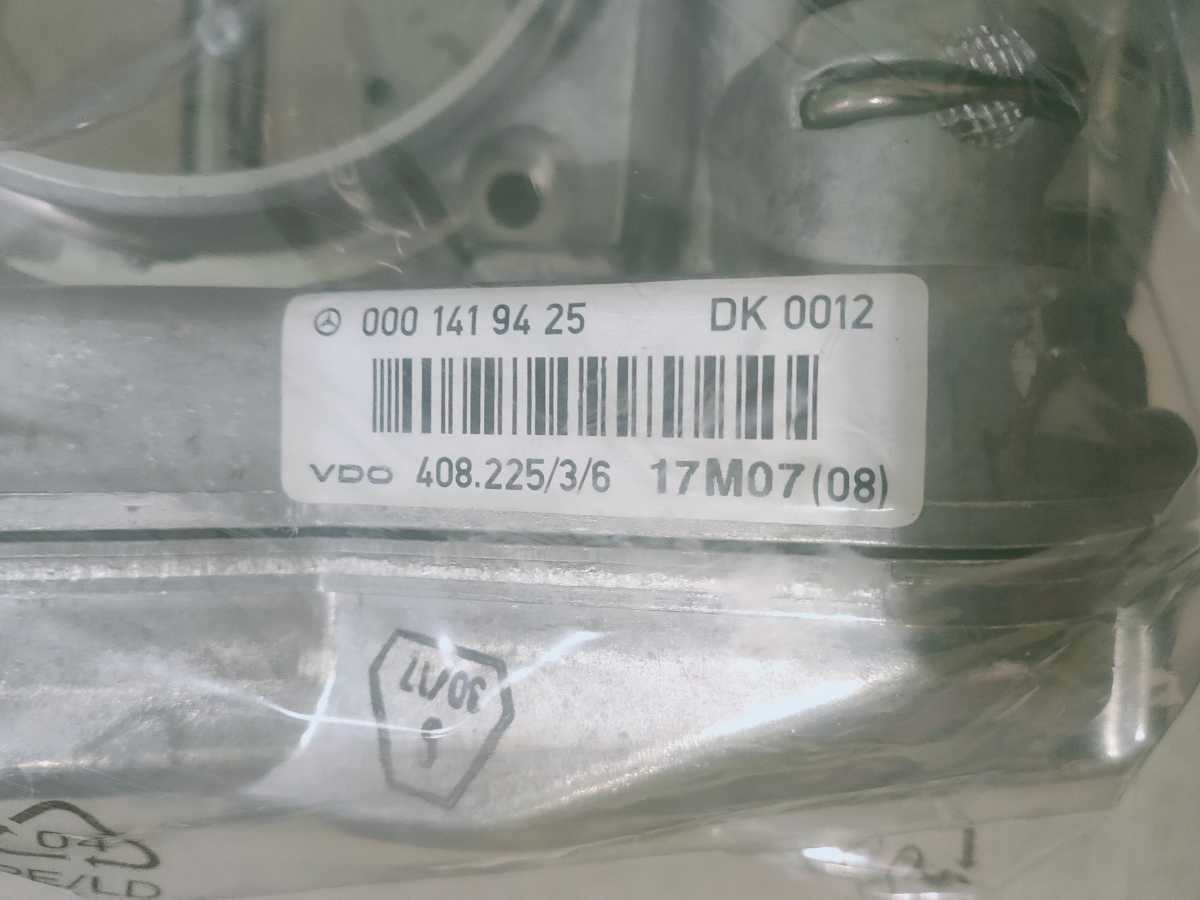 000 141 94 25 DK 0012
VDO 408.225/3/6 17M07(08)
30/17
04
PE/LD